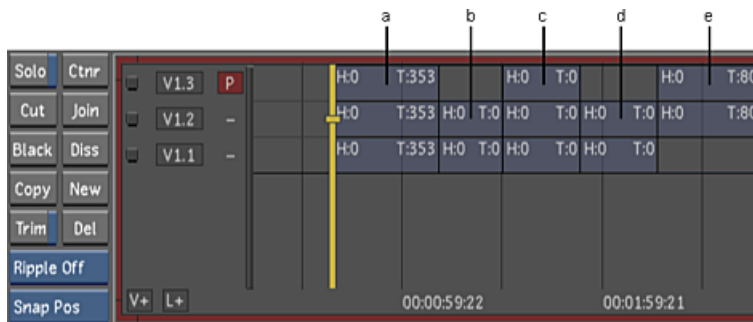 a b c d e
Solo Ctnr
Cut Join
Black Diss
Copy New
Trim Del
Ripple Off
Snap Pos
V1.3 P H:0 T:353 H:0 T:0 H:0 T:80
V1.2 – H:0 T:353 H:0 T:0 H:0 T:0 H:0 T:0 H:0 T:80
V1.1 – H:0 T:353 H:0 T:0 H:0 T:0 H:0 T:0
V+ L+ 00:00:59:22 00:01:59:21